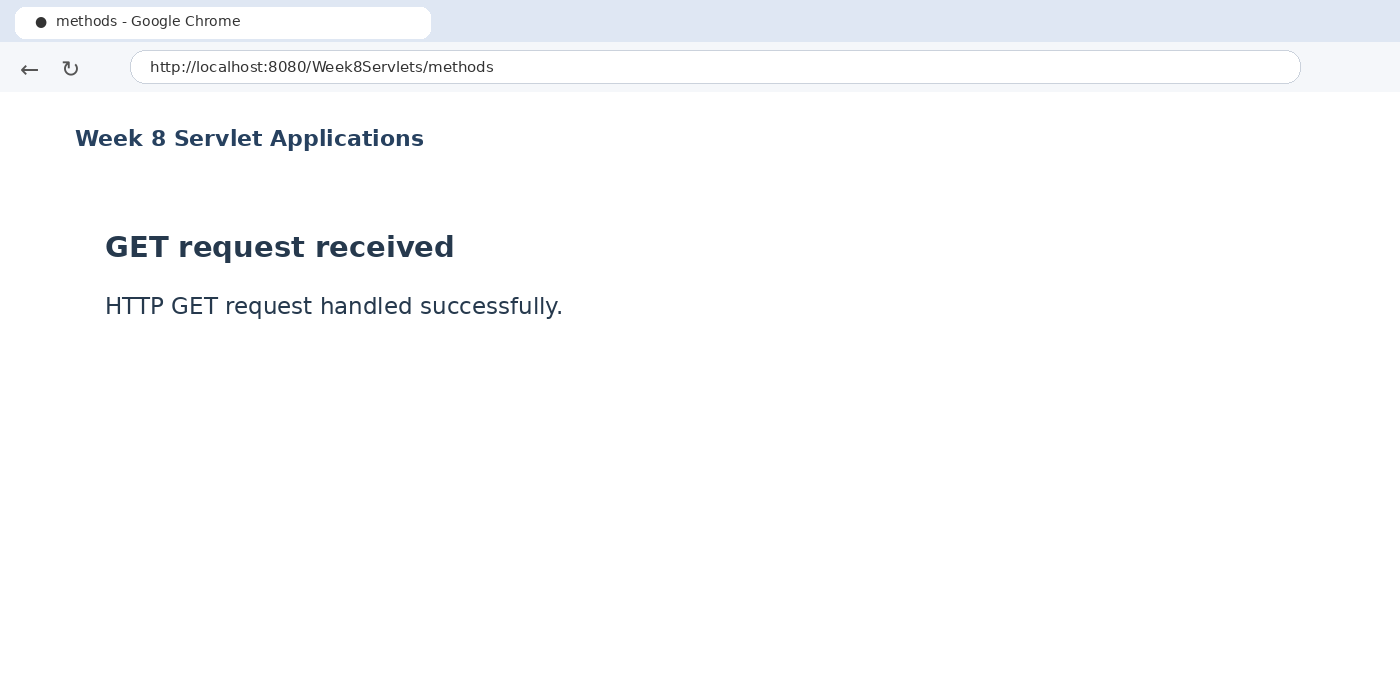 methods - Google Chrome
http://localhost:8080/Week8Servlets/methods
Week 8 Servlet Applications
GET request received
HTTP GET request handled successfully.